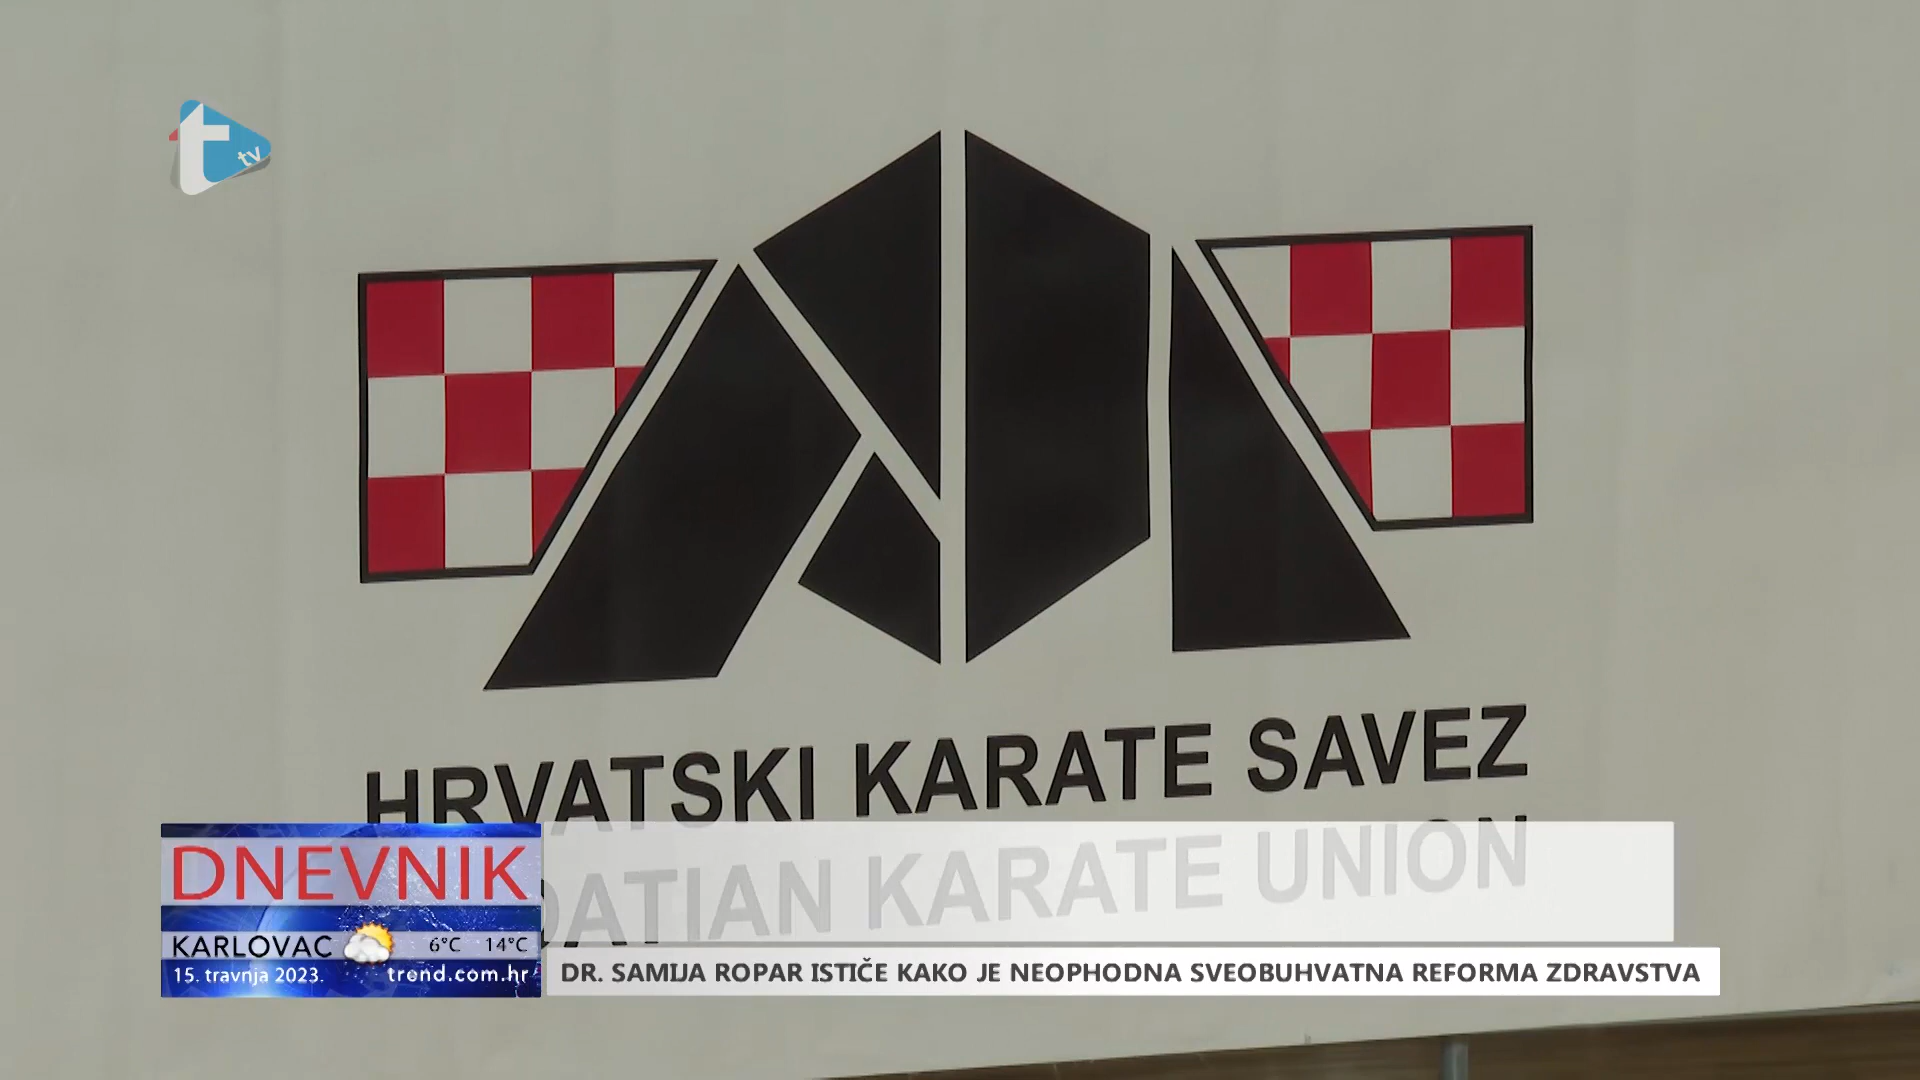 t tv
HRVATSKI KARATE SAVEZ
CROATIAN KARATE UNION
DNEVNIK
KARLOVAC 6°C 14°C
15. travnja 2023. trend.com.hr
DR. SAMIJA ROPAR ISTIČE KAKO JE NEOPHODNA SVEOBUHVATNA REFORMA ZDRAVSTVA